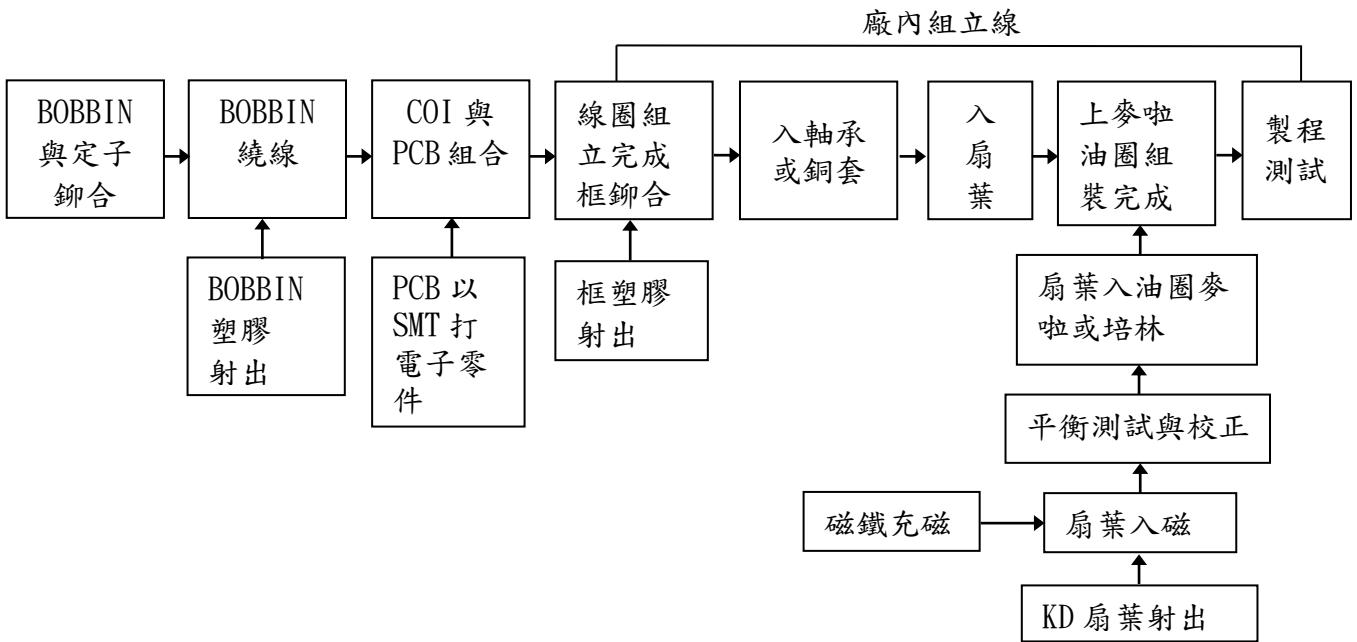 廠內組立線
BOBBIN
與定子
鉚合
BOBBIN
繞線
COI 與
PCB 組合
線圈組
立完成
框鉚合
入軸承
或銅套
入
扇
葉
上麥啦
油圈組
裝完成
製程
測試
BOBBIN
塑膠
射出
PCB 以
SMT 打
電子零
件
框塑膠
射出
扇葉入油圈麥
啦或培林
平衡測試與校正
磁鐵充磁
扇葉入磁
KD 扇葉射出